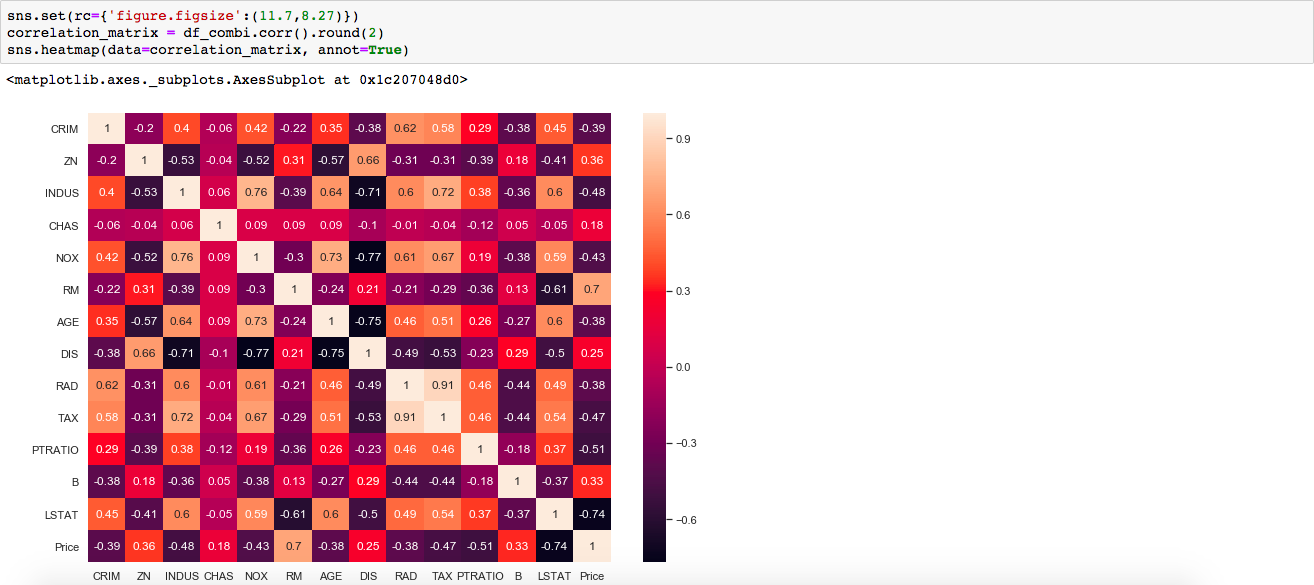 sns.set(rc={'figure.figsize':(11.7,8.27)})
correlation_matrix = df_combi.corr().round(2)
sns.heatmap(data=correlation_matrix, annot=True)
<matplotlib.axes._subplots.AxesSubplot at 0x1c207048d0>
CRIM 1 -0.2 0.4 -0.06 0.42 -0.22 0.35 -0.38 0.62 0.58 0.29 -0.38 0.45 -0.39
ZN -0.2 1 -0.53 -0.04 -0.52 0.31 -0.57 0.66 -0.31 -0.31 -0.39 0.18 -0.41 0.36
INDUS 0.4 -0.53 1 0.06 0.76 -0.39 0.64 -0.71 0.6 0.72 0.38 -0.36 0.6 -0.48
CHAS -0.06 -0.04 0.06 1 0.09 0.09 0.09 -0.1 -0.01 -0.04 -0.12 0.05 -0.05 0.18
NOX 0.42 -0.52 0.76 0.09 1 -0.3 0.73 -0.77 0.61 0.67 0.19 -0.38 0.59 -0.43
RM -0.22 0.31 -0.39 0.09 -0.3 1 -0.24 0.21 -0.21 -0.29 -0.36 0.13 -0.61 0.7
AGE 0.35 -0.57 0.64 0.09 0.73 -0.24 1 -0.75 0.46 0.51 0.26 -0.27 0.6 -0.38
DIS -0.38 0.66 -0.71 -0.1 -0.77 0.21 -0.75 1 -0.49 -0.53 -0.23 0.29 -0.5 0.25
RAD 0.62 -0.31 0.6 -0.01 0.61 -0.21 0.46 -0.49 1 0.91 0.46 -0.44 0.49 -0.38
TAX 0.58 -0.31 0.72 -0.04 0.67 -0.29 0.51 -0.53 0.91 1 0.46 -0.44 0.54 -0.47
PTRATIO 0.29 -0.39 0.38 -0.12 0.19 -0.36 0.26 -0.23 0.46 0.46 1 -0.18 0.37 -0.51
B -0.38 0.18 -0.36 0.05 -0.38 0.13 -0.27 0.29 -0.44 -0.44 -0.18 1 -0.37 0.33
LSTAT 0.45 -0.41 0.6 -0.05 0.59 -0.61 0.6 -0.5 0.49 0.54 0.37 -0.37 1 -0.74
Price -0.39 0.36 -0.48 0.18 -0.43 0.7 -0.38 0.25 -0.38 -0.47 -0.51 0.33 -0.74 1
CRIM ZN INDUS CHAS NOX RM AGE DIS RAD TAX PTRATIO B LSTAT Price
0.9
0.6
0.3
0.0
−0.3
−0.6